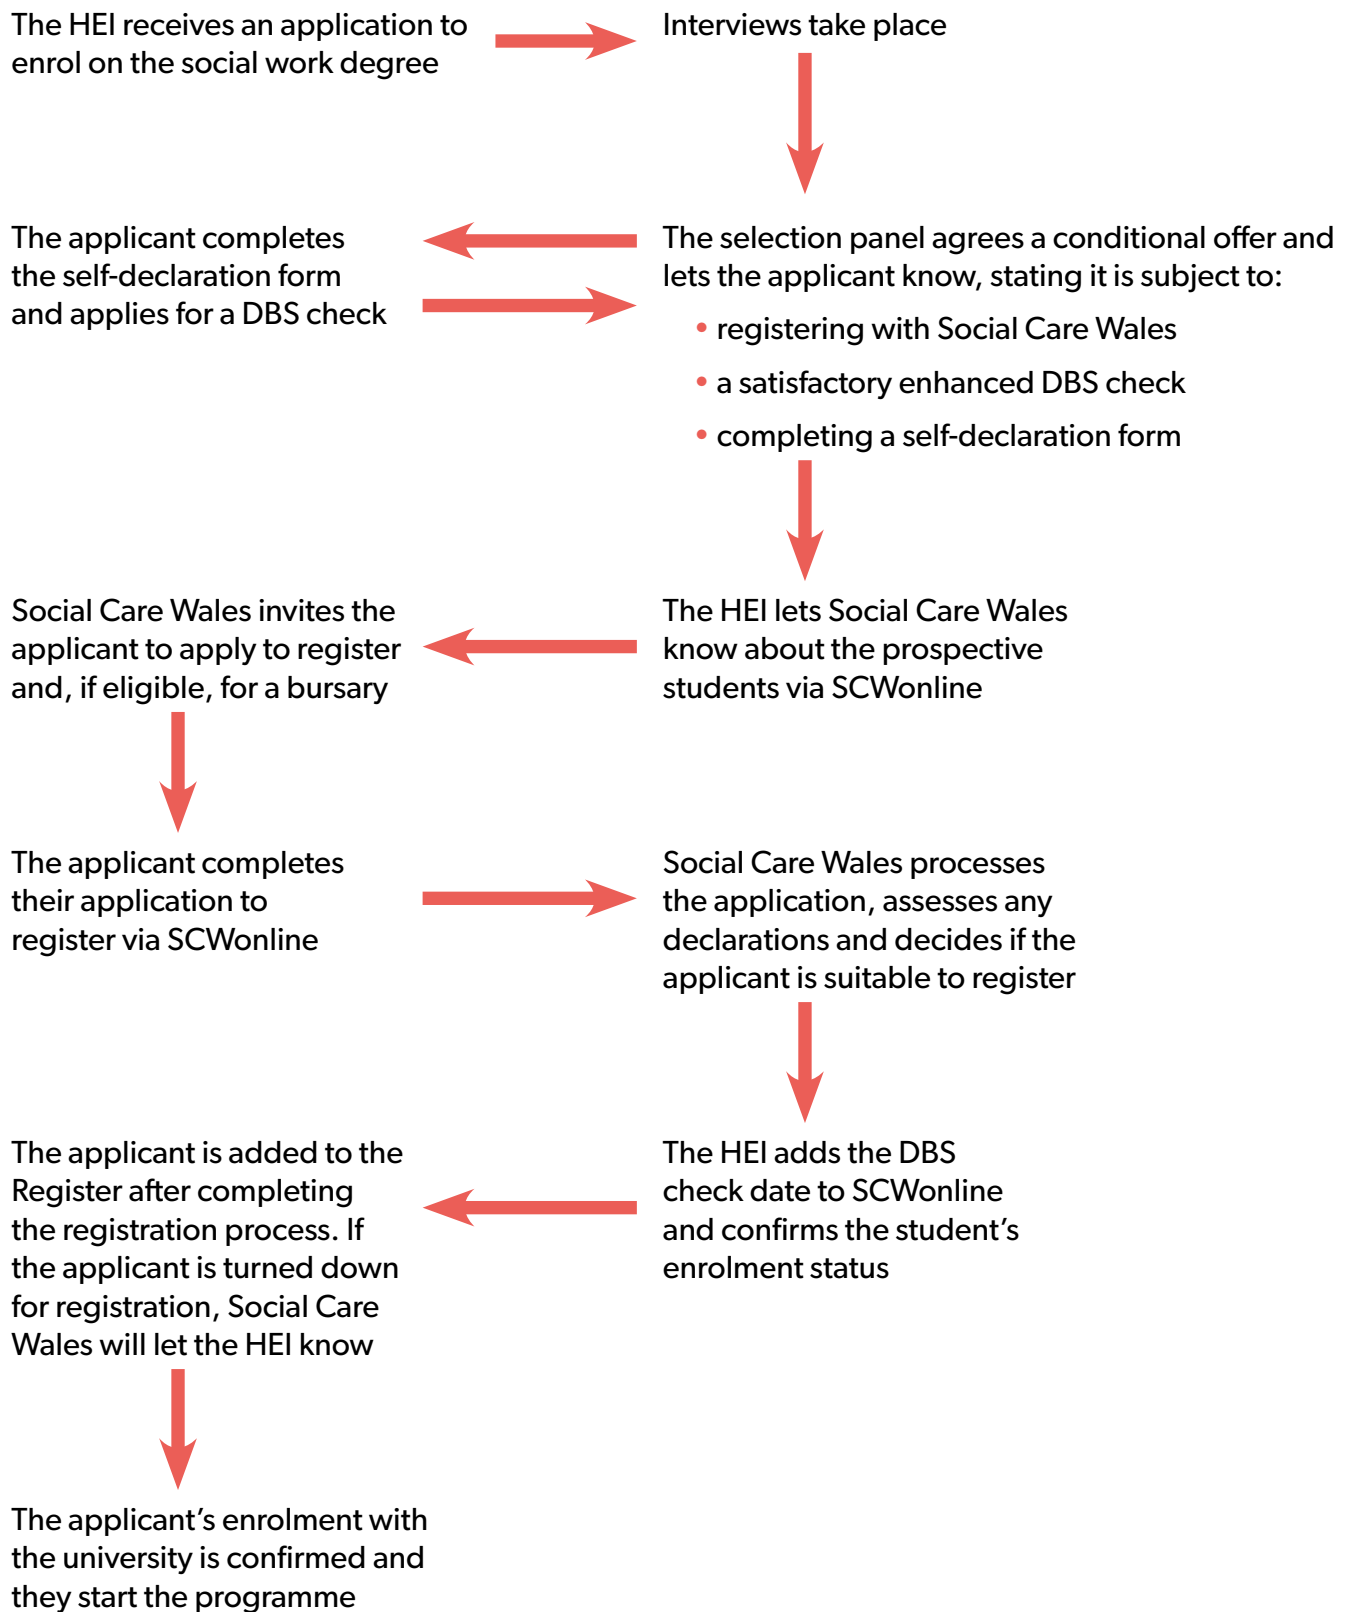 The HEI receives an application to
enrol on the social work degree
Interviews take place
The selection panel agrees a conditional offer and
lets the applicant know, stating it is subject to:
• registering with Social Care Wales
• a satisfactory enhanced DBS check
• completing a self-declaration form
The applicant completes
the self-declaration form
and applies for a DBS check
The HEI lets Social Care Wales
know about the prospective
students via SCWonline
Social Care Wales invites the
applicant to apply to register
and, if eligible, for a bursary
The applicant completes
their application to
register via SCWonline
Social Care Wales processes
the application, assesses any
declarations and decides if the
applicant is suitable to register
The HEI adds the DBS
check date to SCWonline
and confirms the student’s
enrolment status
The applicant is added to the
Register after completing
the registration process. If
the applicant is turned down
for registration, Social Care
Wales will let the HEI know
The applicant’s enrolment with
the university is confirmed and
they start the programme